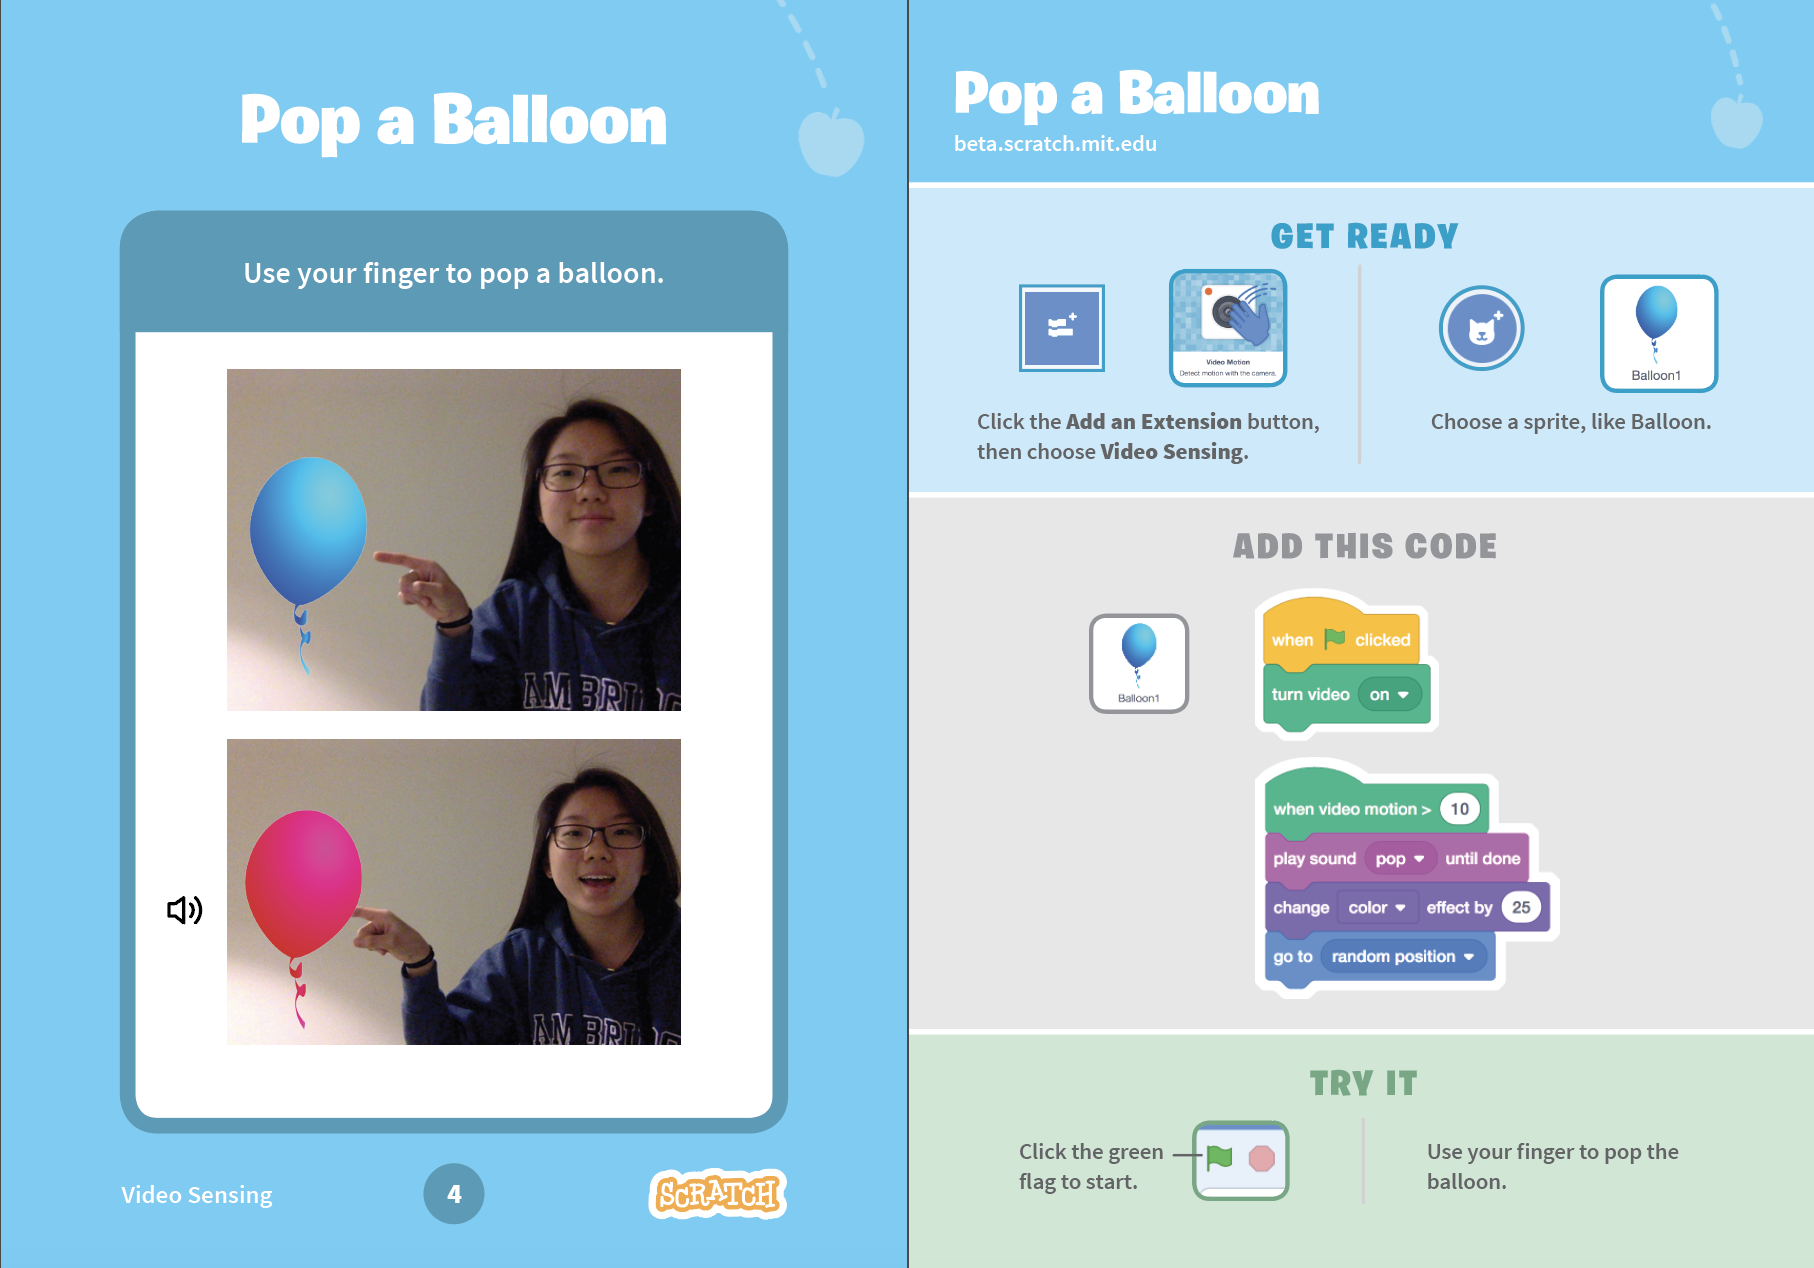 Pop a Balloon
Use your finger to pop a balloon.
AMBRIDG
AMBRIDG
Video Sensing
4
SCRATCH
Pop a Balloon
beta.scratch.mit.edu
GET READY
Video Motion
Detect motion with the camera.
Click the Add an Extension button,
then choose Video Sensing.
Balloon1
Choose a sprite, like Balloon.
ADD THIS CODE
Balloon1
when clicked
turn video on
when video motion > 10
play sound pop until done
change color effect by 25
go to random position
TRY IT
Click the green
flag to start.
Use your finger to pop the
balloon.